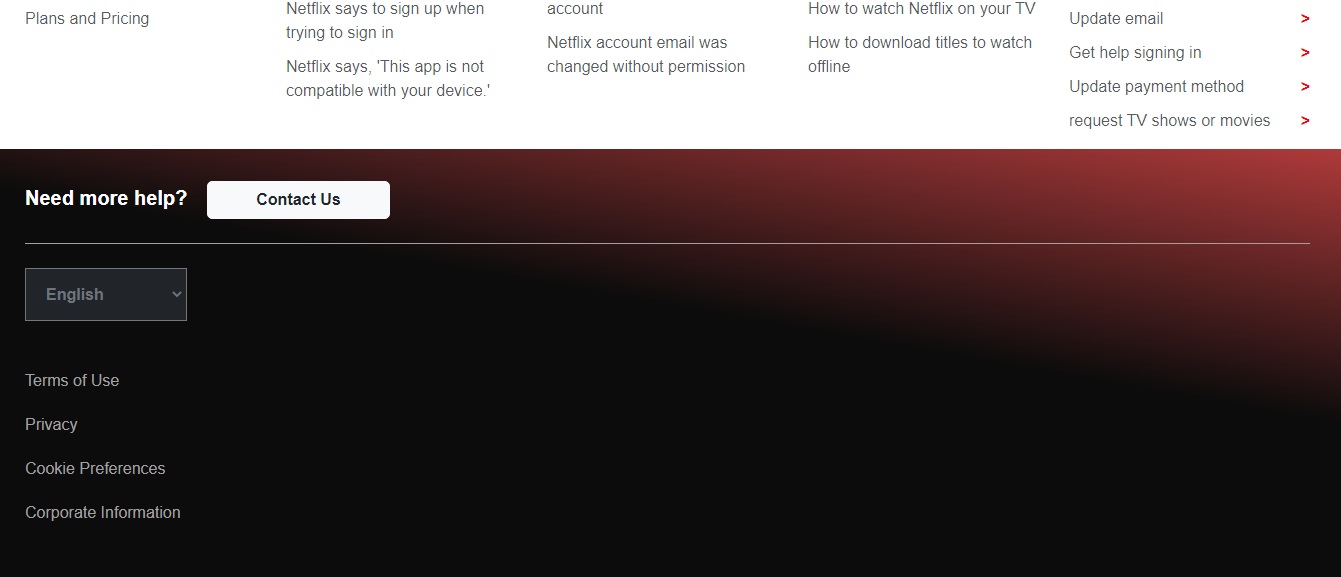 Plans and Pricing
Netflix says to sign up when
trying to sign in
Netflix says, 'This app is not
compatible with your device.'
account
Netflix account email was
changed without permission
How to watch Netflix on your TV
How to download titles to watch
offline
Update email >
Get help signing in >
Update payment method >
request TV shows or movies >
Need more help? Contact Us
English
Terms of Use
Privacy
Cookie Preferences
Corporate Information